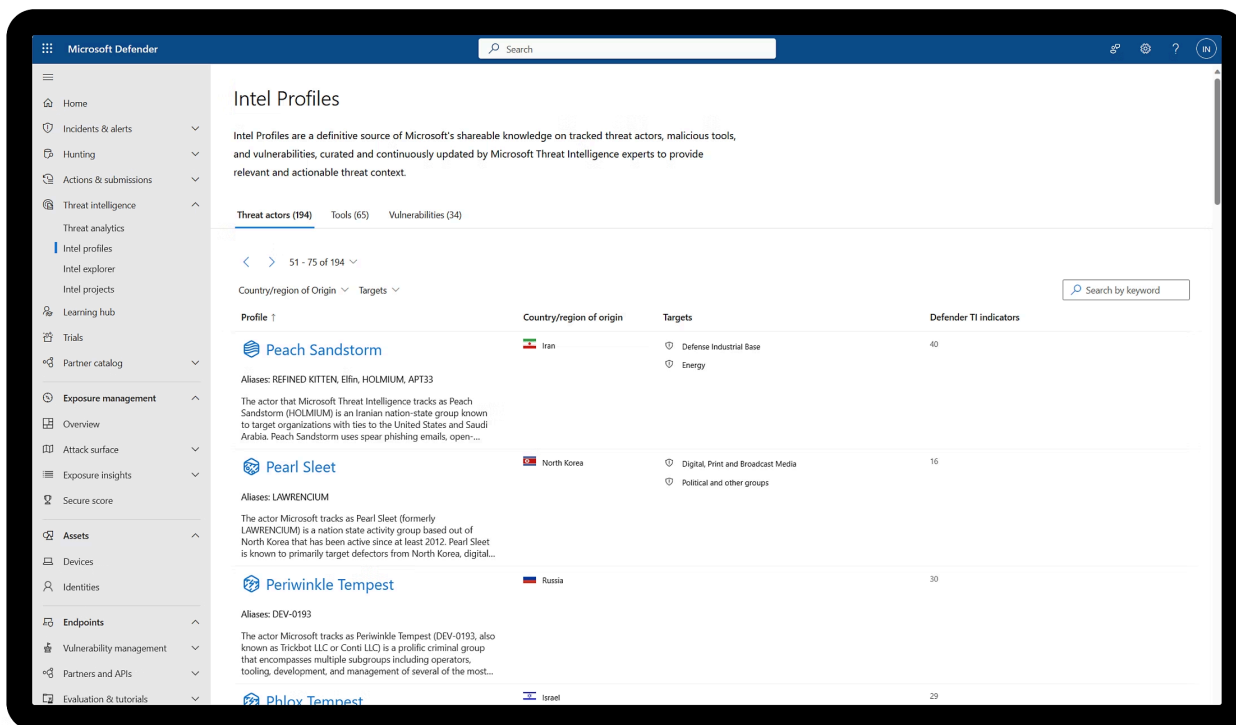 Microsoft Defender
Search
IN
Home
Incidents & alerts
Hunting
Actions & submissions
Threat intelligence
Threat analytics
Intel profiles
Intel explorer
Intel projects
Learning hub
Trials
Partner catalog
Exposure management
Overview
Attack surface
Exposure insights
Secure score
Assets
Devices
Identities
Endpoints
Vulnerability management
Partners and APIs
Evaluation & tutorials
Intel Profiles
Intel Profiles are a definitive source of Microsoft's shareable knowledge on tracked threat actors, malicious tools,
and vulnerabilities, curated and continuously updated by Microsoft Threat Intelligence experts to provide
relevant and actionable threat context.
Threat actors (194) Tools (65) Vulnerabilities (34)
51 - 75 of 194
Country/region of Origin Targets Search by keyword
Profile ↑ Country/region of origin Targets Defender TI indicators
Peach Sandstorm Iran Defense Industrial Base 40
Energy
Aliases: REFINED KITTEN, Elfin, HOLMIUM, APT33
The actor that Microsoft Threat Intelligence tracks as Peach
Sandstorm (HOLMIUM) is an Iranian nation-state group known
to target organizations with ties to the United States and Saudi
Arabia. Peach Sandstorm uses spear phishing emails, open-...
Pearl Sleet North Korea Digital, Print and Broadcast Media 16
Political and other groups
Aliases: LAWRENCIUM
The actor Microsoft tracks as Pearl Sleet (formerly
LAWRENCIUM) is a nation state activity group based out of
North Korea that has been active since at least 2012. Pearl Sleet
is known to primarily target defectors from North Korea, digital...
Periwinkle Tempest Russia 30
Aliases: DEV-0193
The actor Microsoft tracks as Periwinkle Tempest (DEV-0193, also
known as Trickbot LLC or Conti LLC) is a prolific criminal group
that encompasses multiple subgroups including operators,
tooling, development, and management of several of the most...
Phlox Tempest Israel 29